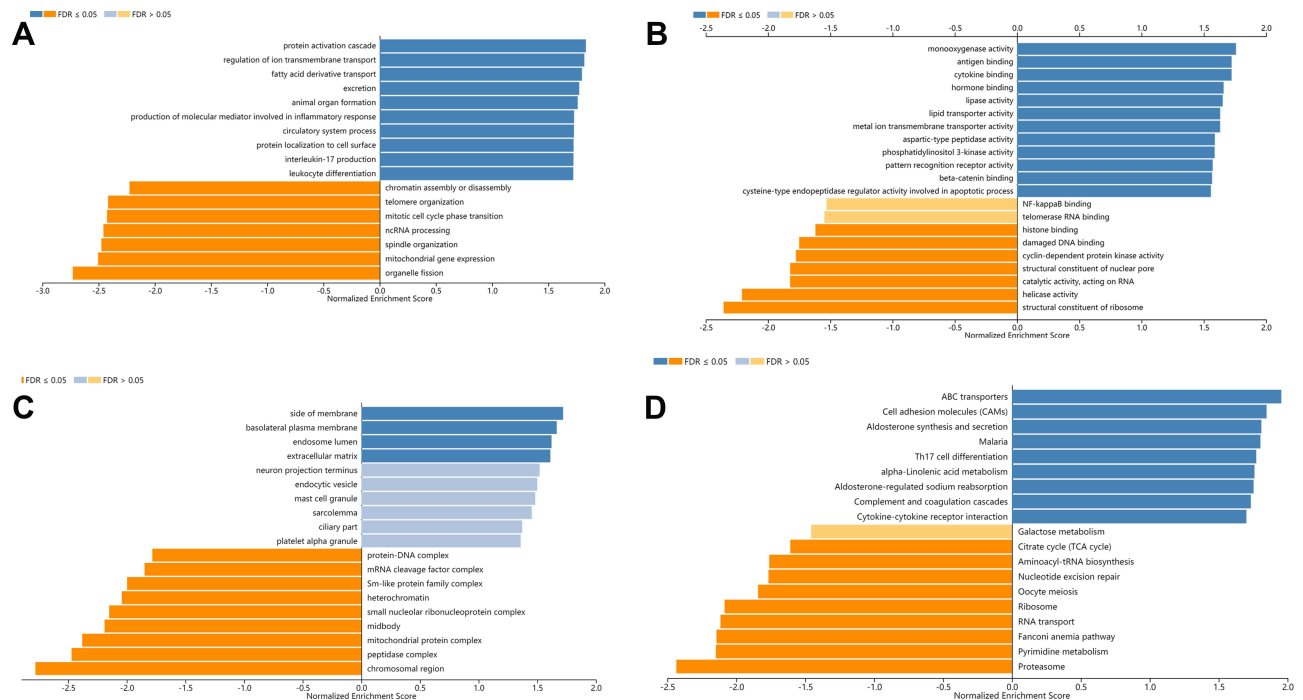 A
FDR ≤ 0.05 FDR > 0.05
protein activation cascade
regulation of ion transmembrane transport
fatty acid derivative transport
excretion
animal organ formation
production of molecular mediator involved in inflammatory response
circulatory system process
protein localization to cell surface
interleukin-17 production
leukocyte differentiation
chromatin assembly or disassembly
telomere organization
mitotic cell cycle phase transition
ncRNA processing
spindle organization
mitochondrial gene expression
organelle fission
-3.0 -2.5 -2.0 -1.5 -1.0 -0.5 0.0 0.5 1.0 1.5 2.0
Normalized Enrichment Score
B
FDR ≤ 0.05 FDR > 0.05
-2.5 -2.0 -1.5 -1.0 -0.5 0.0 0.5 1.0 1.5 2.0
monooxygenase activity
antigen binding
cytokine binding
hormone binding
lipase activity
lipid transporter activity
metal ion transmembrane transporter activity
aspartic-type peptidase activity
phosphatidylinositol 3-kinase activity
pattern recognition receptor activity
beta-catenin binding
cysteine-type endopeptidase regulator activity involved in apoptotic process
NF-kappaB binding
telomerase RNA binding
histone binding
damaged DNA binding
cyclin-dependent protein kinase activity
structural constituent of nuclear pore
catalytic activity, acting on RNA
helicase activity
structural constituent of ribosome
-2.5 -2.0 -1.5 -1.0 -0.5 0.0 0.5 1.0 1.5 2.0
Normalized Enrichment Score
C
FDR ≤ 0.05 FDR > 0.05
side of membrane
basolateral plasma membrane
endosome lumen
extracellular matrix
neuron projection terminus
endocytic vesicle
mast cell granule
sarcolemma
ciliary part
platelet alpha granule
protein-DNA complex
mRNA cleavage factor complex
Sm-like protein family complex
heterochromatin
small nucleolar ribonucleoprotein complex
midbody
mitochondrial protein complex
peptidase complex
chromosomal region
-2.5 -2.0 -1.5 -1.0 -0.5 0.0 0.5 1.0 1.5 2.0
Normalized Enrichment Score
D
FDR ≤ 0.05 FDR > 0.05
ABC transporters
Cell adhesion molecules (CAMs)
Aldosterone synthesis and secretion
Malaria
Th17 cell differentiation
alpha-Linolenic acid metabolism
Aldosterone-regulated sodium reabsorption
Complement and coagulation cascades
Cytokine-cytokine receptor interaction
Galactose metabolism
Citrate cycle (TCA cycle)
Aminoacyl-tRNA biosynthesis
Nucleotide excision repair
Oocyte meiosis
Ribosome
RNA transport
Fanconi anemia pathway
Pyrimidine metabolism
Proteasome
-2.5 -2.0 -1.5 -1.0 -0.5 0.0 0.5 1.0 1.5 2.0
Normalized Enrichment Score